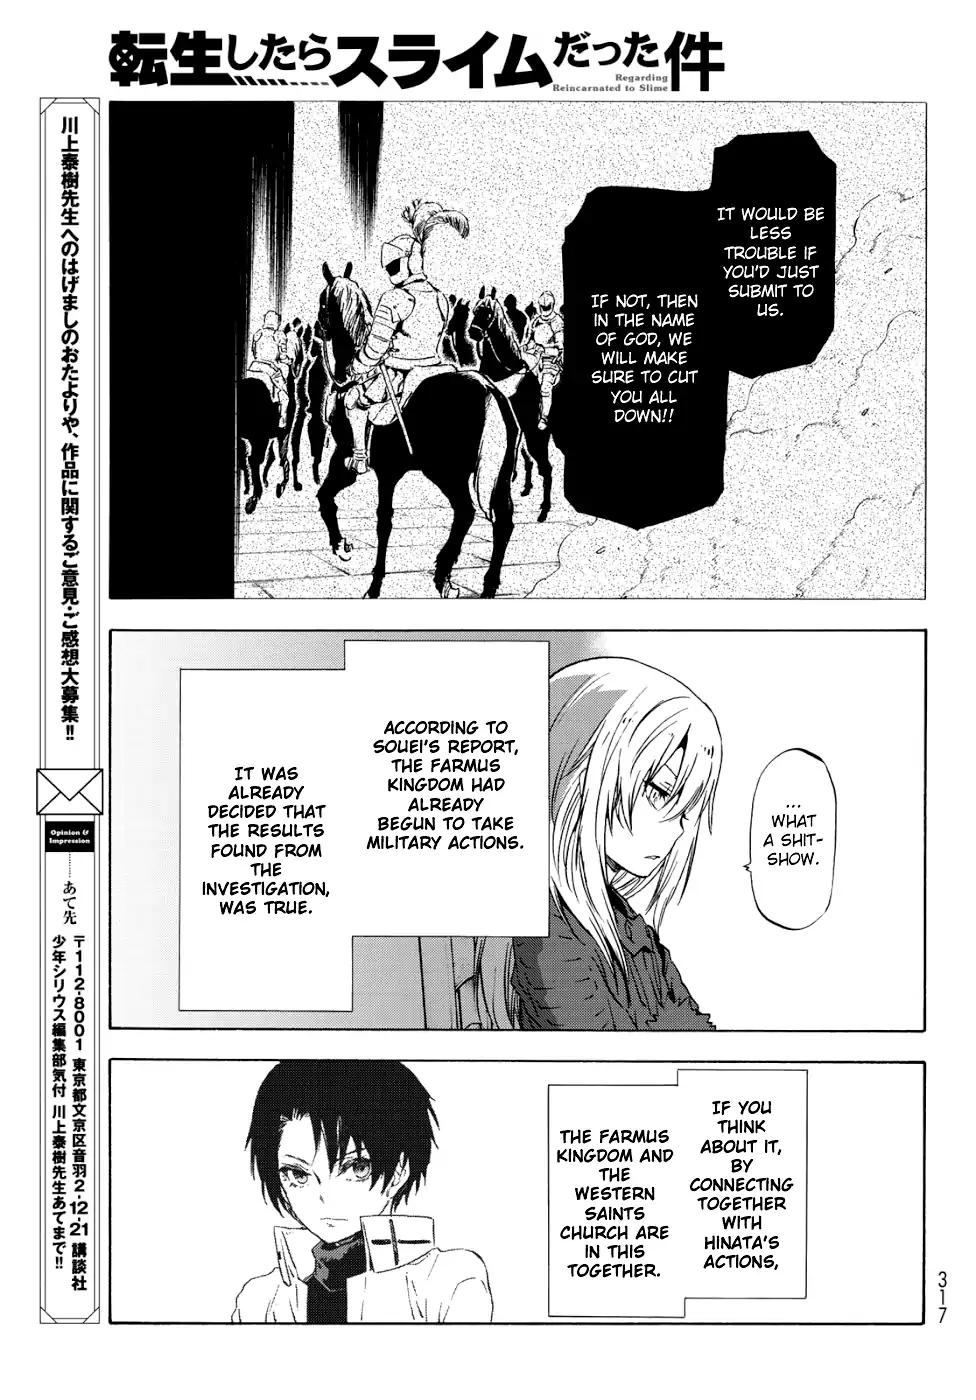 転生したらスライムだった件
Regarding
Reincarnated to Slime
IT WOULD BE
LESS
TROUBLE IF
YOU'D JUST
SUBMIT TO
US.
IF NOT, THEN
IN THE NAME
OF GOD, WE
WILL MAKE
SURE TO CUT
YOU ALL
DOWN!!
...
WHAT
A SHIT-
SHOW.
ACCORDING TO
SOUEI'S REPORT,
THE FARMUS
KINGDOM HAD
ALREADY
BEGUN TO TAKE
MILITARY ACTIONS.
IT WAS
ALREADY
DECIDED THAT
THE RESULTS
FOUND FROM
THE
INVESTIGATION,
WAS TRUE.
IF YOU
THINK
ABOUT IT,
BY
CONNECTING
TOGETHER
WITH
HINATA'S
ACTIONS,
THE FARMUS
KINGDOM AND
THE
WESTERN
SAINTS
CHURCH ARE
IN THIS
TOGETHER.
川上泰樹先生へのはげましのおたよりや、作品に関するご意見・ご感想大募集!!
Opinion &
Impression
……あて先
〒112-8001 東京都文京区音羽2-12-21 講談社
少年シリウス編集部気付 川上泰樹先生あてまで!!
317